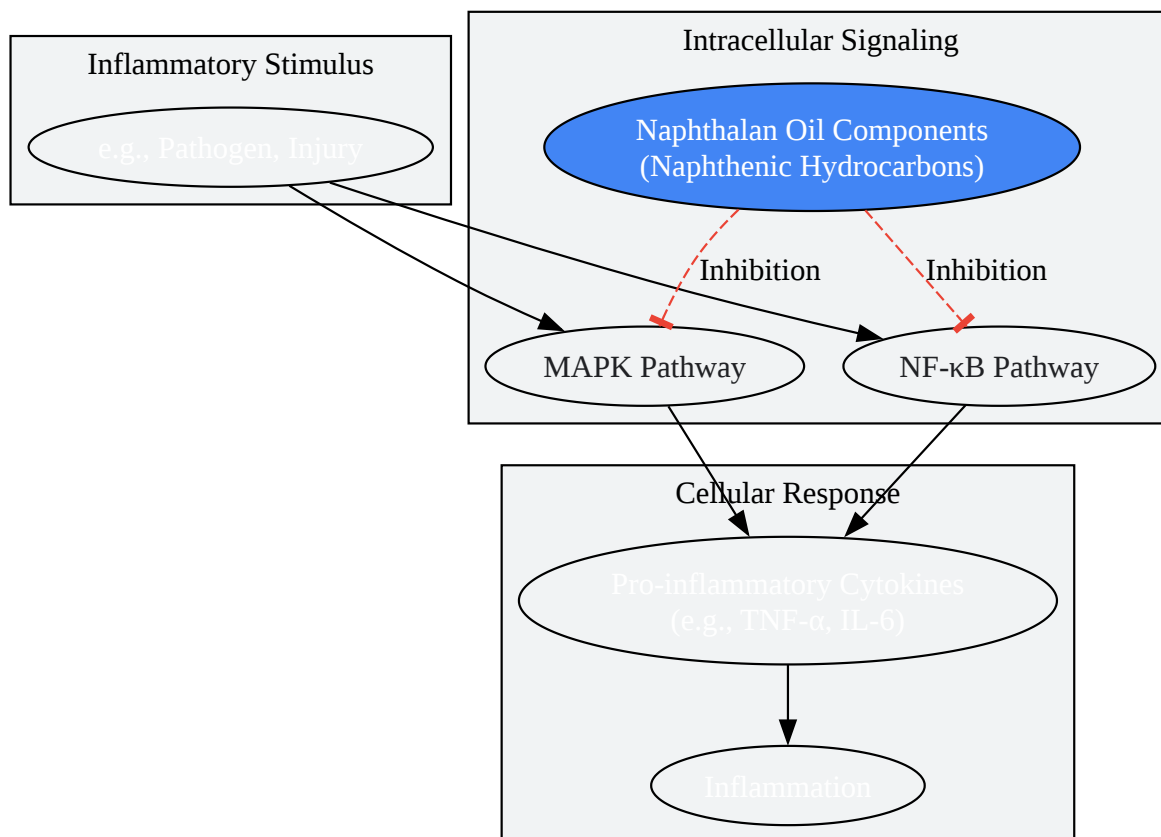 Inflammatory Stimulus
e.g., Pathogen, Injury
Intracellular Signaling
Naphthalan Oil Components
(Naphthenic Hydrocarbons)
Inhibition
Inhibition
MAPK Pathway
NF-κB Pathway
Cellular Response
Pro-inflammatory Cytokines
(e.g., TNF-α, IL-6)
Inflammation